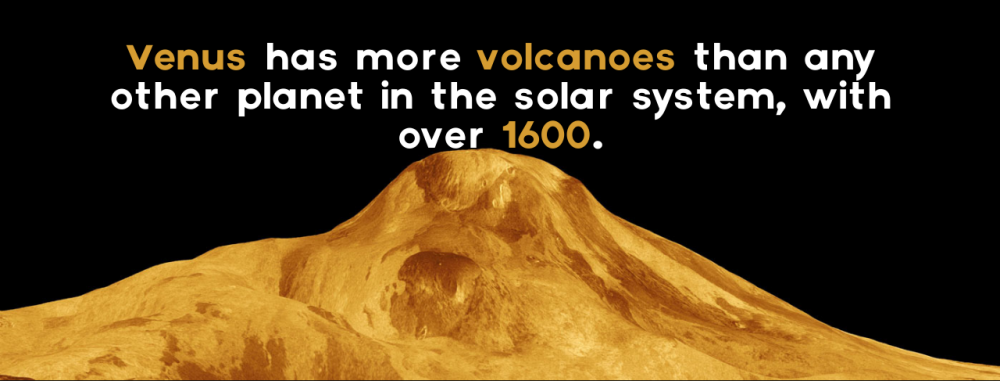 Venus has more volcanoes than any
other planet in the solar system, with
over 1600.